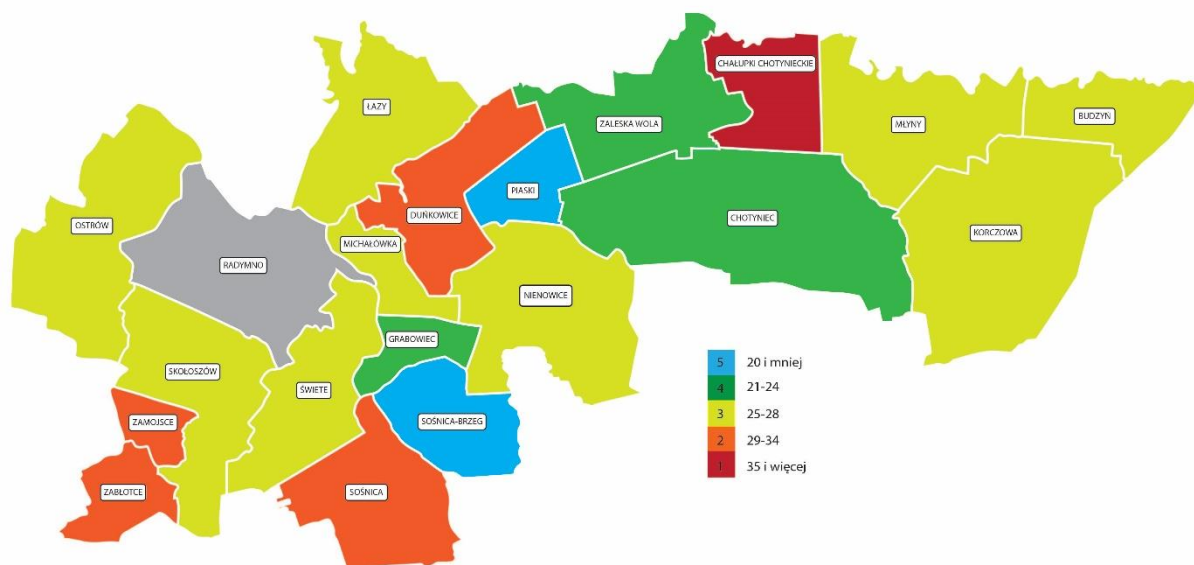 CHAŁUPKI CHOTYNIECKIE
ŁAZY
ZALESKA WOLA
MŁYNY
BUDZYŃ
PIASKI
DUŃKOWICE
CHOTYNIEC
OSTRÓW
KORCZOWA
MICHAŁÓWKA
RADYMNO
NIENOWICE
GRABOWIEC
SKOŁOSZÓW
ŚWIETE
ZAMOJSCE
SOŚNICA-BRZEG
ZABŁOTCE
SOŚNICA
5 20 i mniej
4 21-24
3 25-28
2 29-34
1 35 i więcej